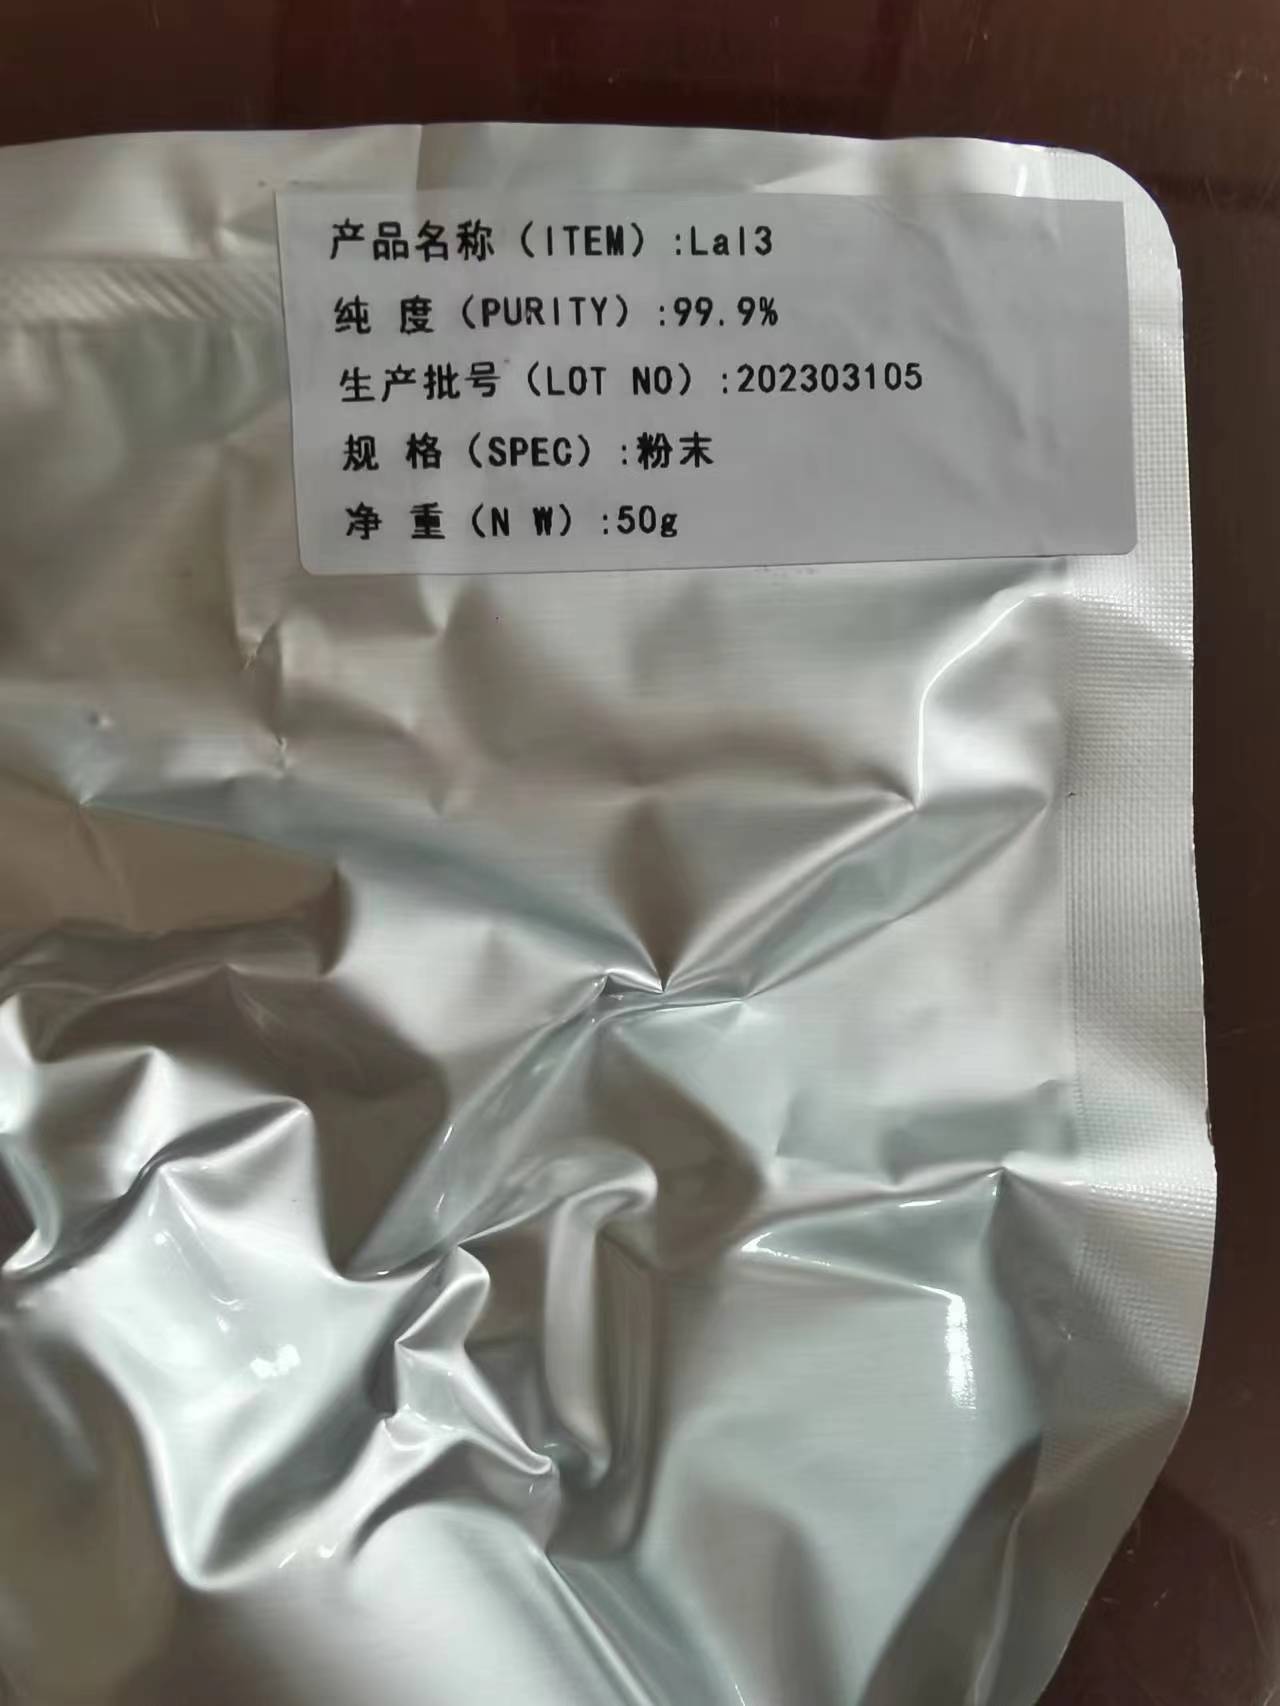 产品名称（ITEM）:LaI3
纯 度（PURITY）:99.9%
生产批号（LOT NO）:202303105
规 格（SPEC）:粉末
净 重（N W）:50g